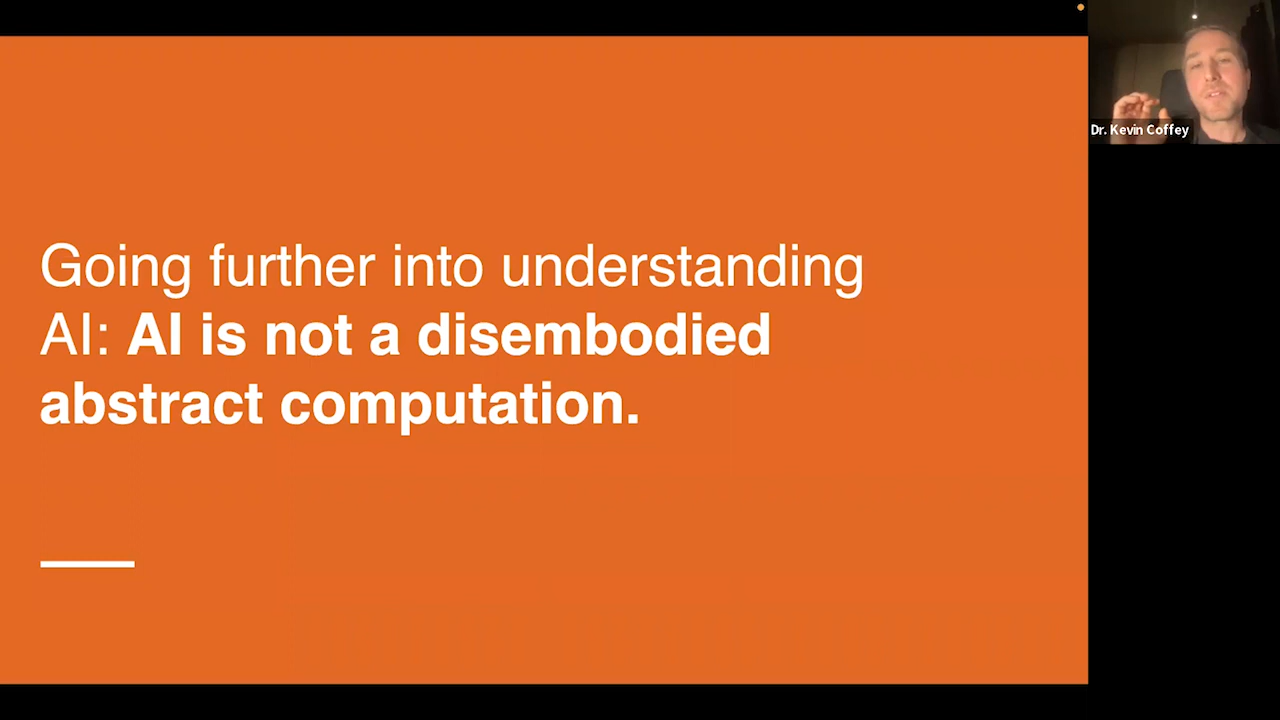 Going further into understanding
AI: AI is not a disembodied
abstract computation.
Dr. Kevin Coffey